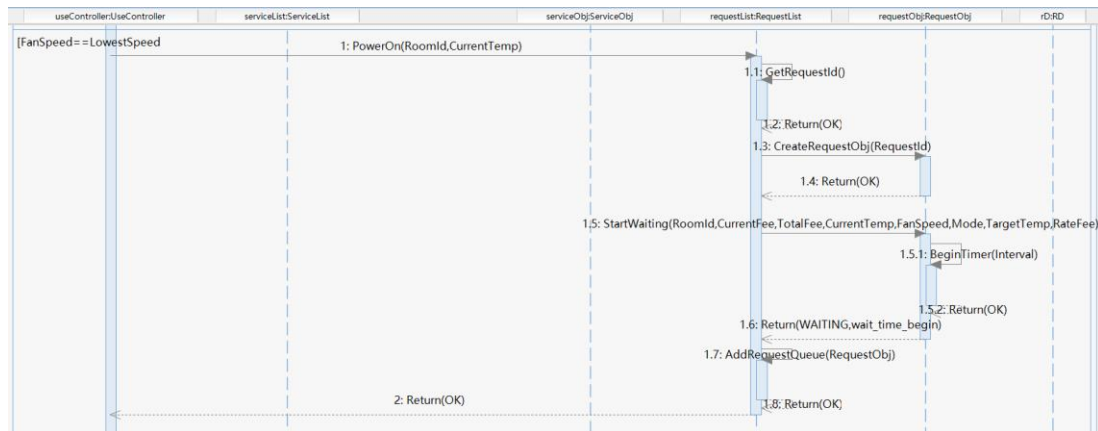 useController:UseController
serviceList:ServiceList
serviceObj:ServiceObj
requestList:RequestList
requestObj:RequestObj
rD:RD
[FanSpeed==LowestSpeed
1: PowerOn(RoomId,CurrentTemp)
1.1: GetRequestId()
1.2: Return(OK)
1.3: CreateRequestObj(RequestId)
1.4: Return(OK)
1.5: StartWaiting(RoomId,CurrentFee,TotalFee,CurrentTemp,FanSpeed,Mode,TargetTemp,RateFee)
1.5.1: BeginTimer(Interval)
1.5.2: Return(OK)
1.6: Return(WAITING,wait_time_begin)
1.7: AddRequestQueue(RequestObj)
2: Return(OK)
1.8: Return(OK)